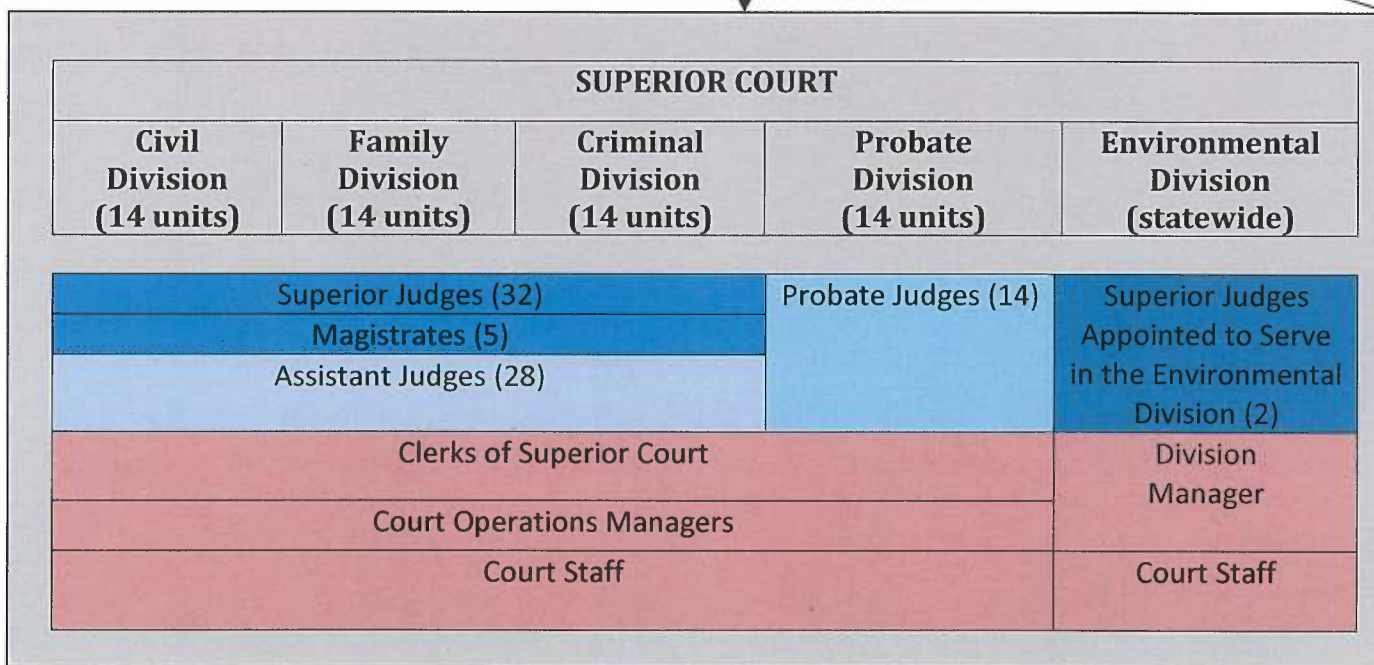 SUPERIOR COURT
Civil
Division
(14 units)
Family
Division
(14 units)
Criminal
Division
(14 units)
Probate
Division
(14 units)
Environmental
Division
(statewide)
Superior Judges (32)
Magistrates (5)
Assistant Judges (28)
Probate Judges (14)
Superior Judges
Appointed to Serve
in the Environmental
Division (2)
Clerks of Superior Court
Court Operations Managers
Division
Manager
Court Staff
Court Staff